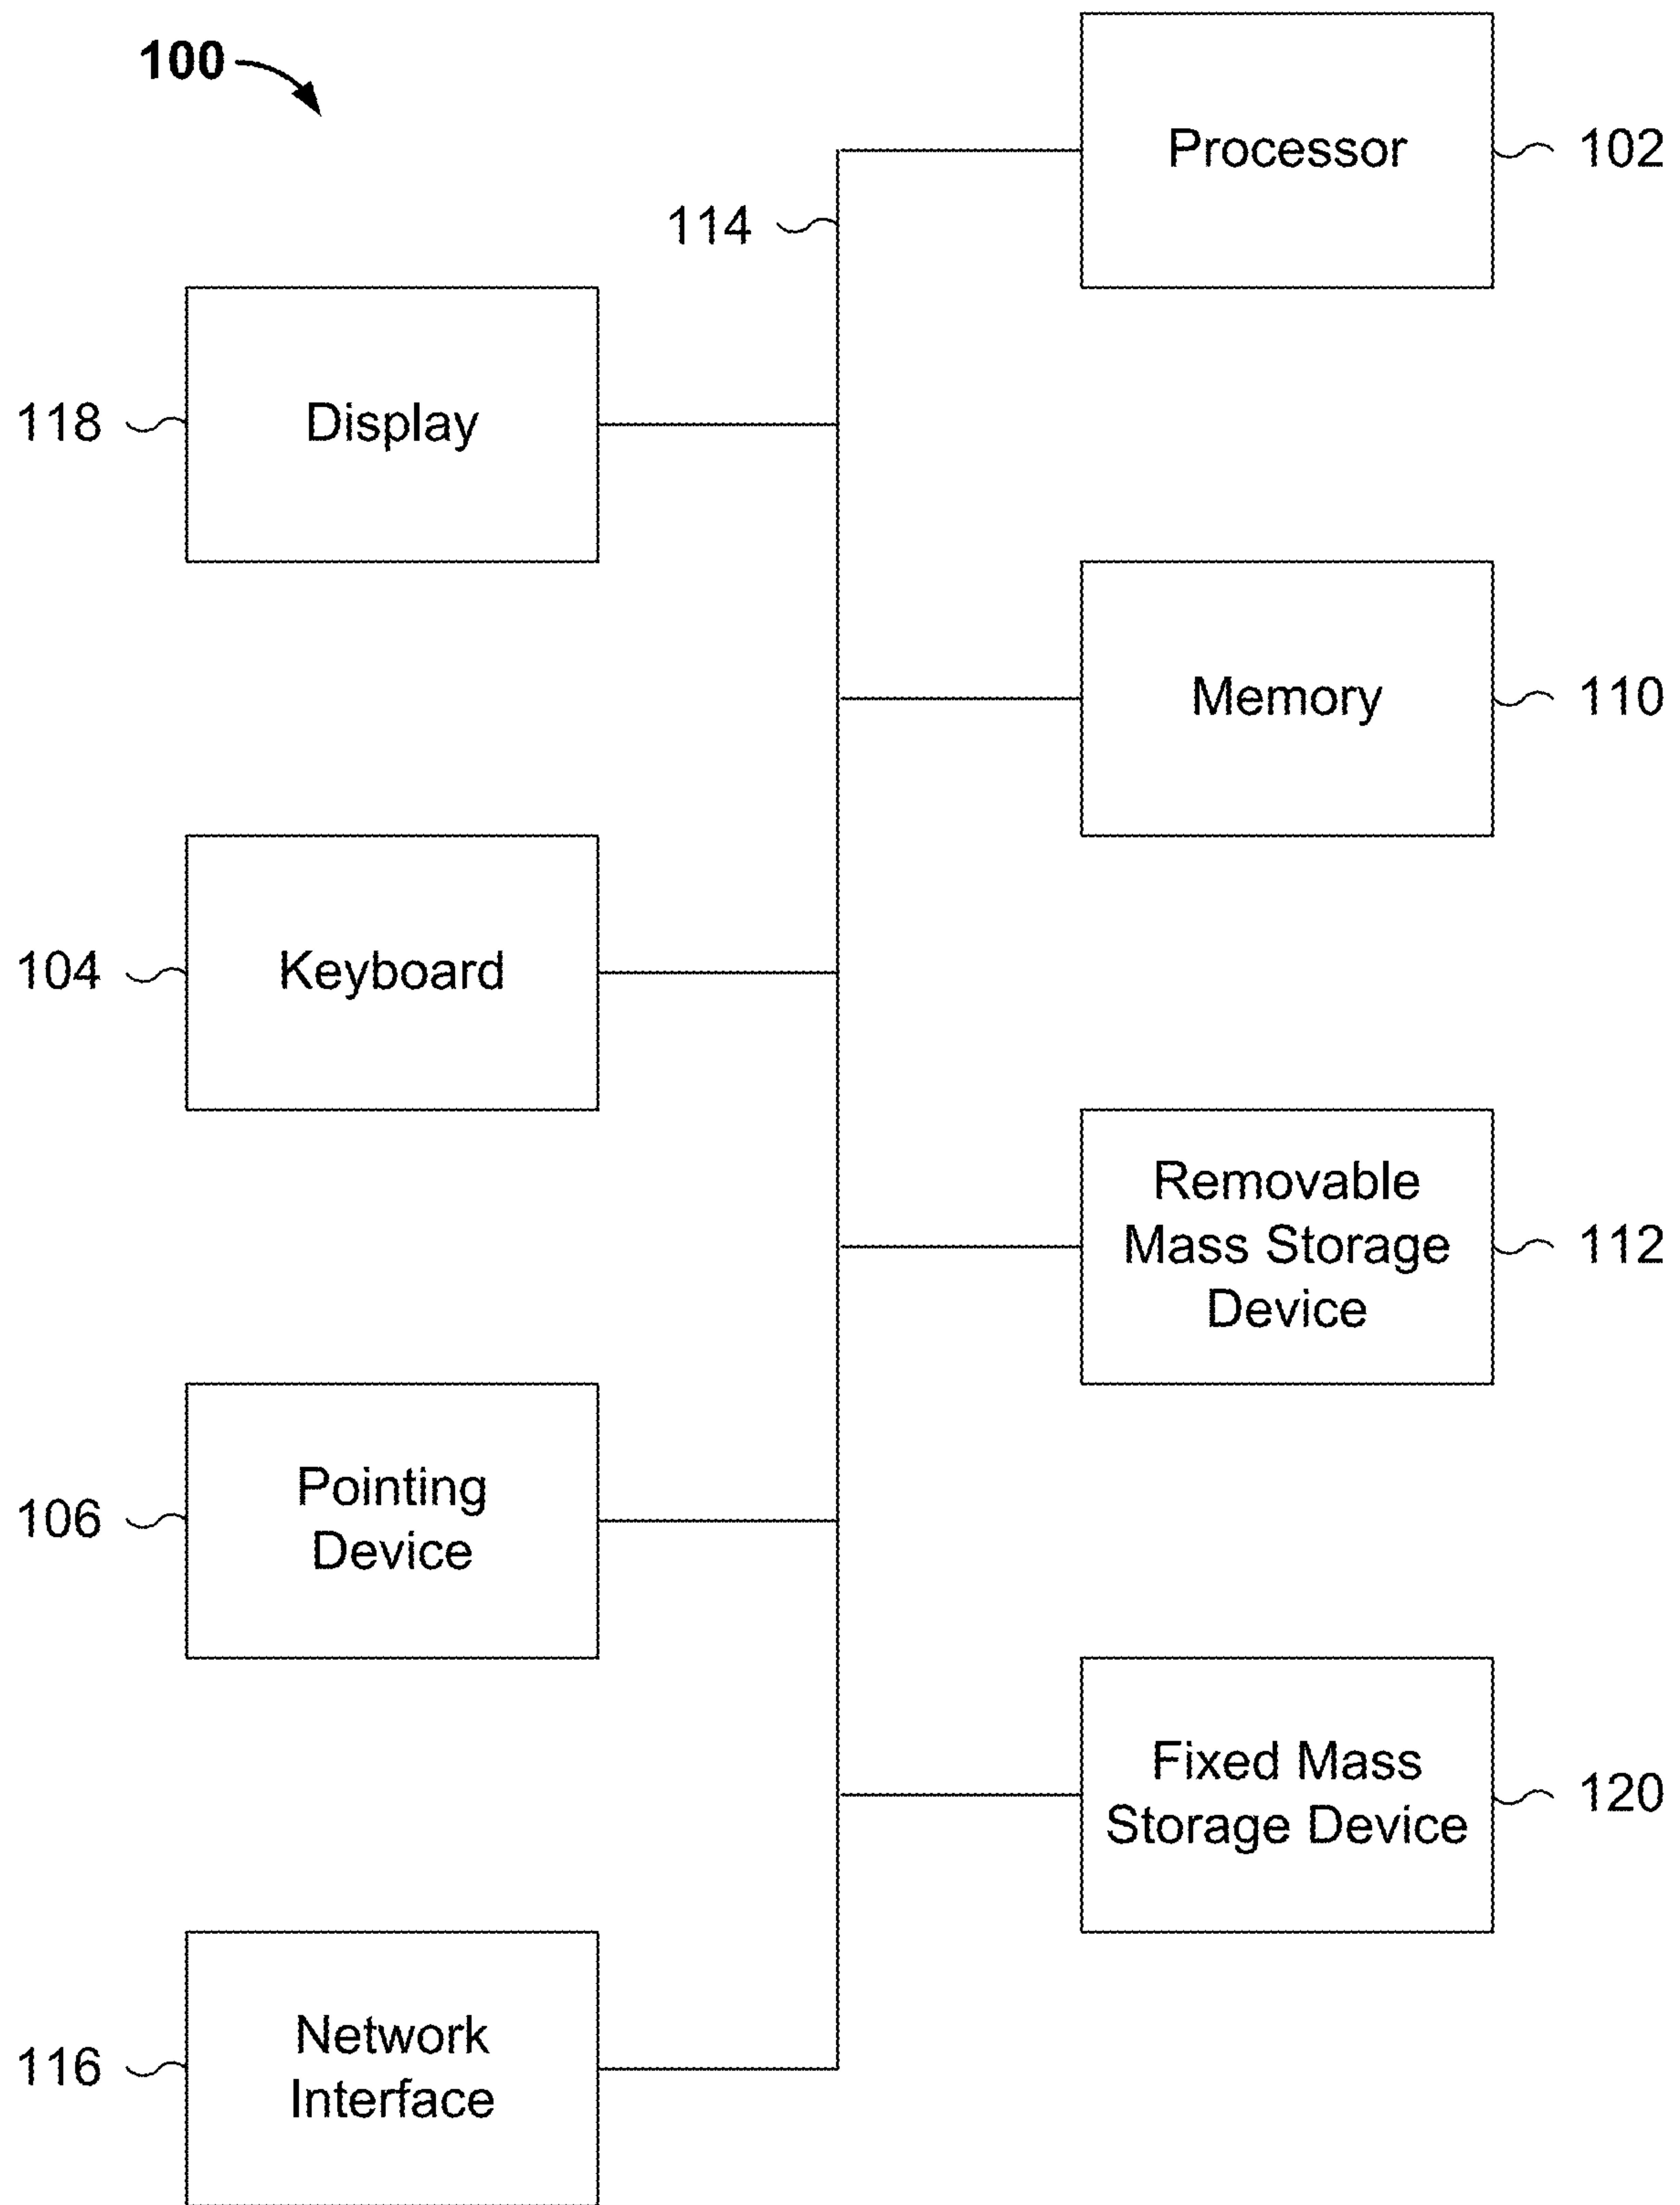 100
Processor
102
114
Display
118
Memory
110
Keyboard
104
Removable
Mass Storage
Device
112
Pointing
Device
106
Fixed Mass
Storage Device
120
Network
Interface
116